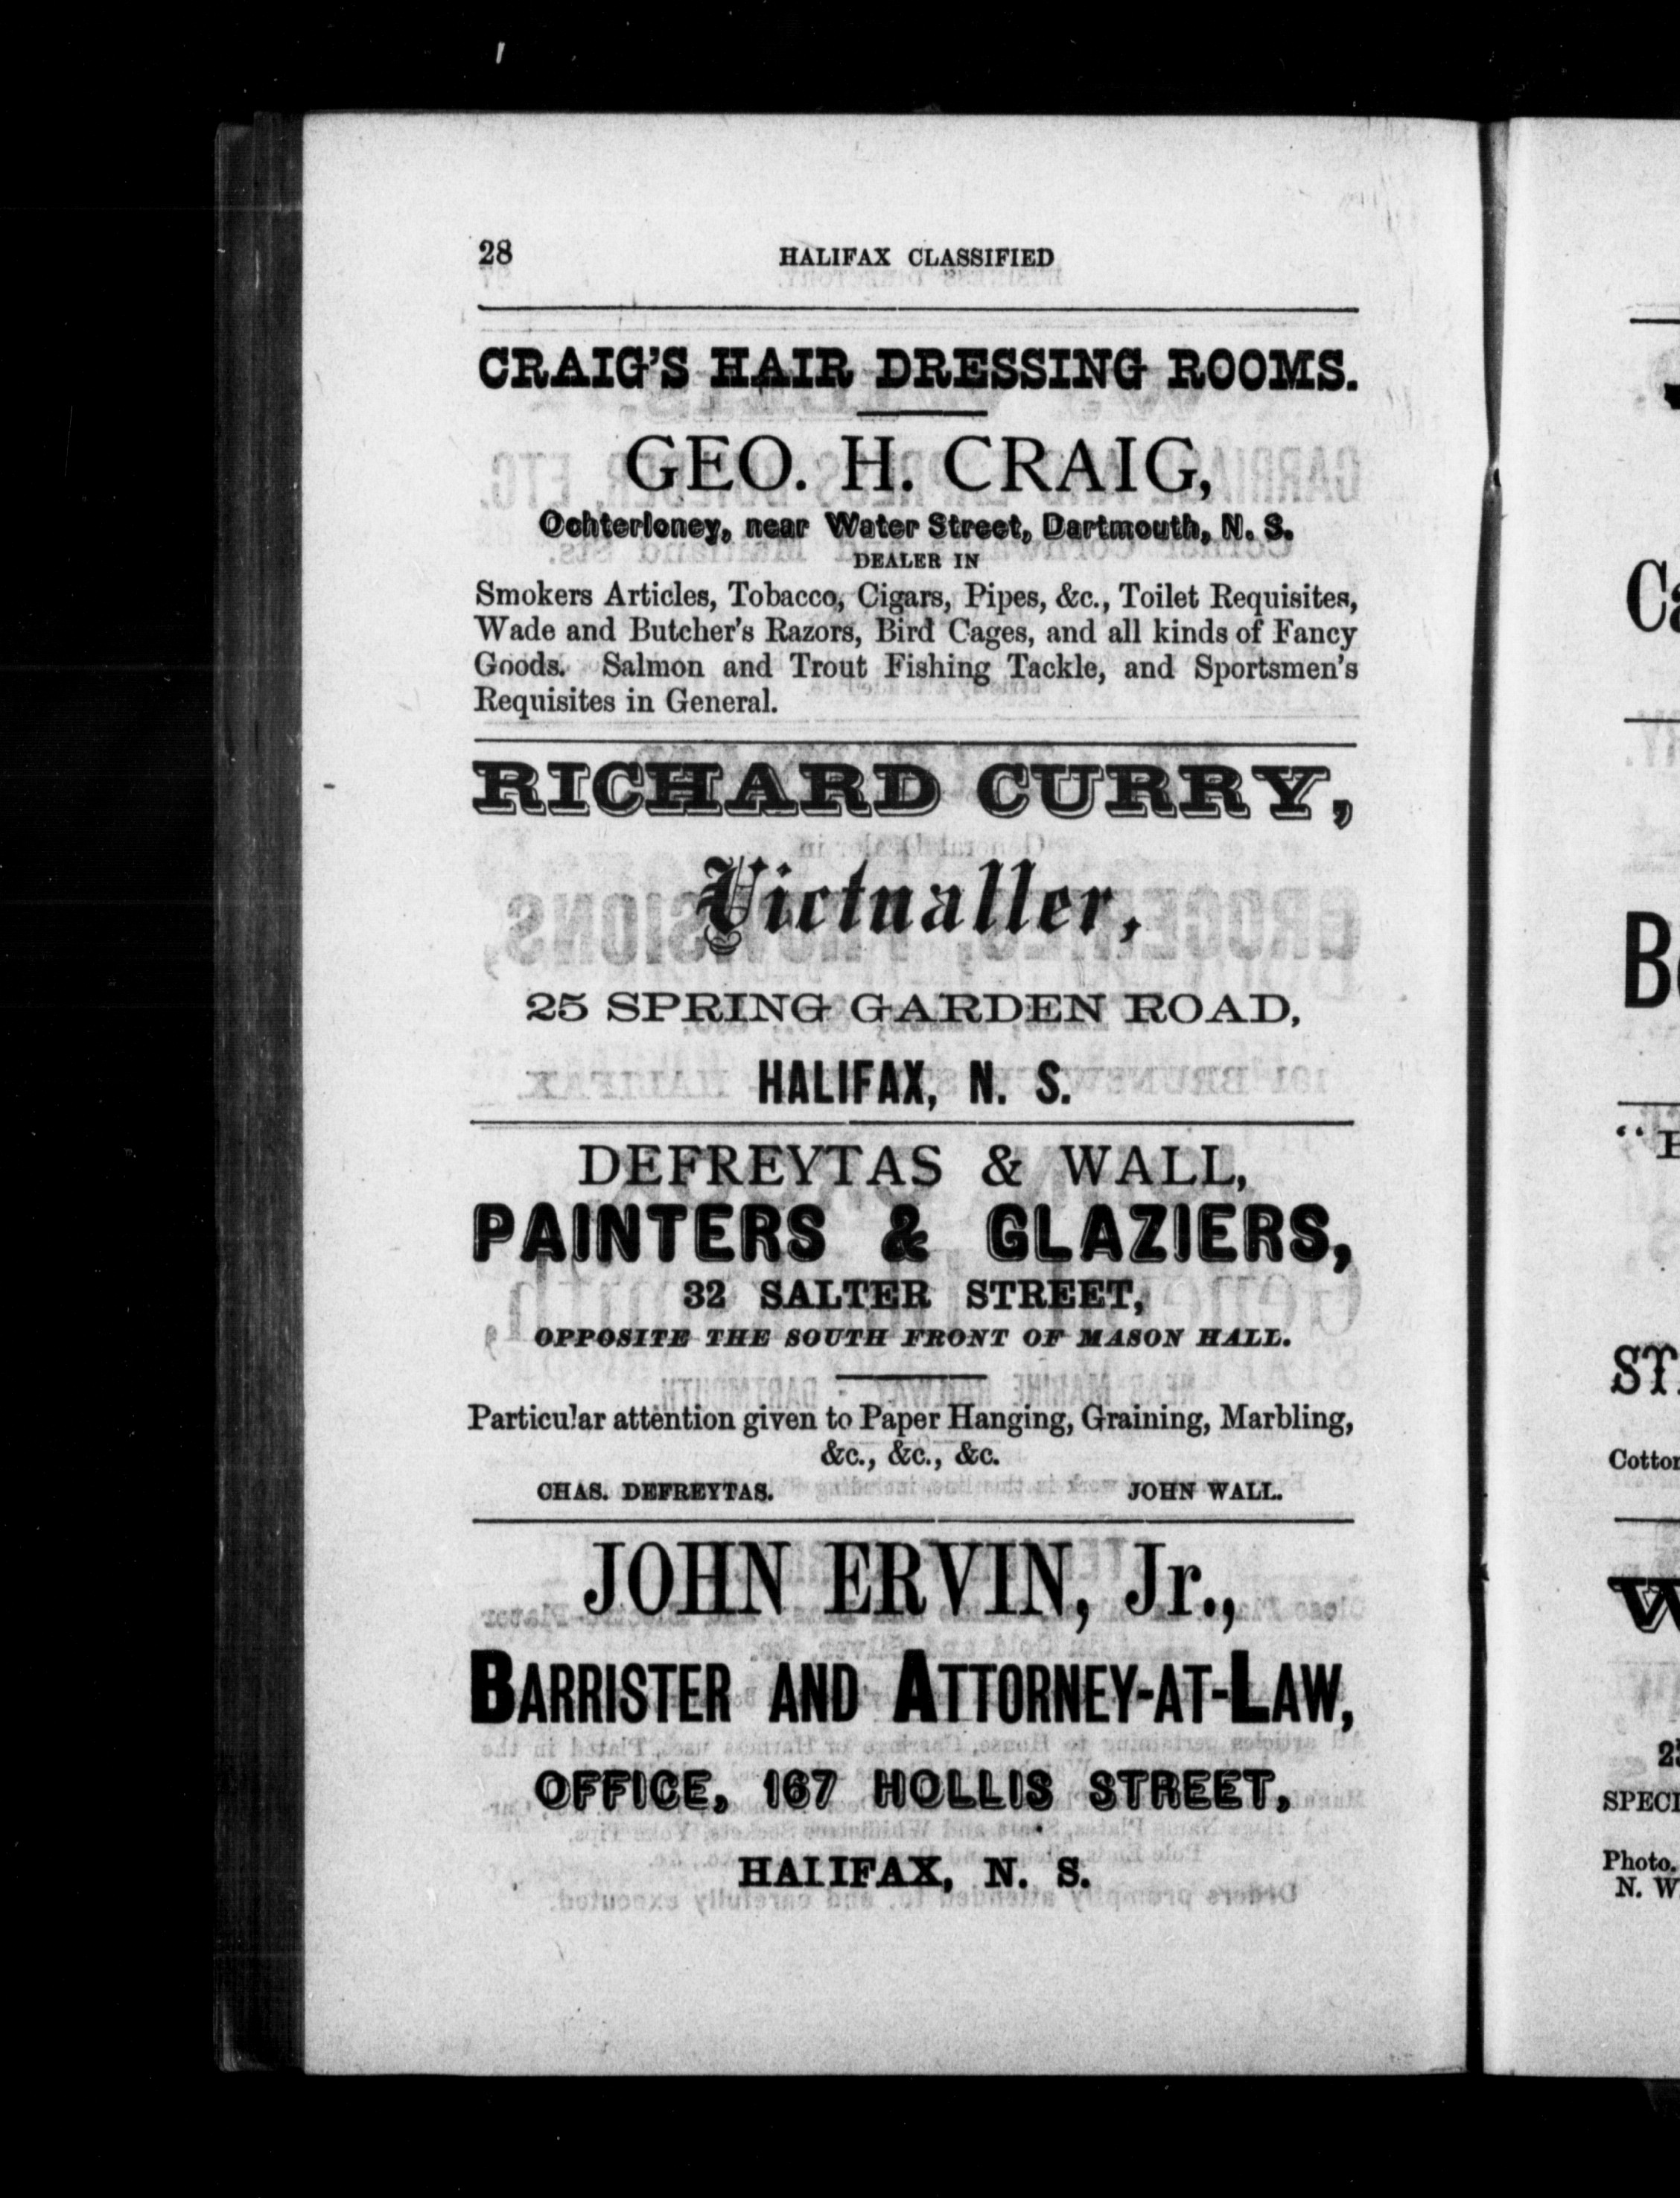 28 HALIFAX CLASSIFIED
CRAIG'S HAIR DRESSING ROOMS.
GEO. H. CRAIG,
Ochterloney, near Water Street, Dartmouth, N. S.
DEALER IN
Smokers Articles, Tobacco, Cigars, Pipes, &c., Toilet Requisites,
Wade and Butcher's Razors, Bird Cages, and all kinds of Fancy
Goods. Salmon and Trout Fishing Tackle, and Sportsmen's
Requisites in General.
RICHARD CURRY,
Victualler,
25 SPRING GARDEN ROAD,
HALIFAX, N. S.
DEFREYTAS & WALL,
PAINTERS & GLAZIERS,
32 SALTER STREET,
OPPOSITE THE SOUTH FRONT OF MASON HALL.
Particular attention given to Paper Hanging, Graining, Marbling,
&c., &c., &c.
CHAS. DEFREYTAS. JOHN WALL.
JOHN ERVIN, Jr.,
BARRISTER AND ATTORNEY-AT-LAW,
OFFICE, 167 HOLLIS STREET,
HALIFAX, N. S.
Photo.
N. W